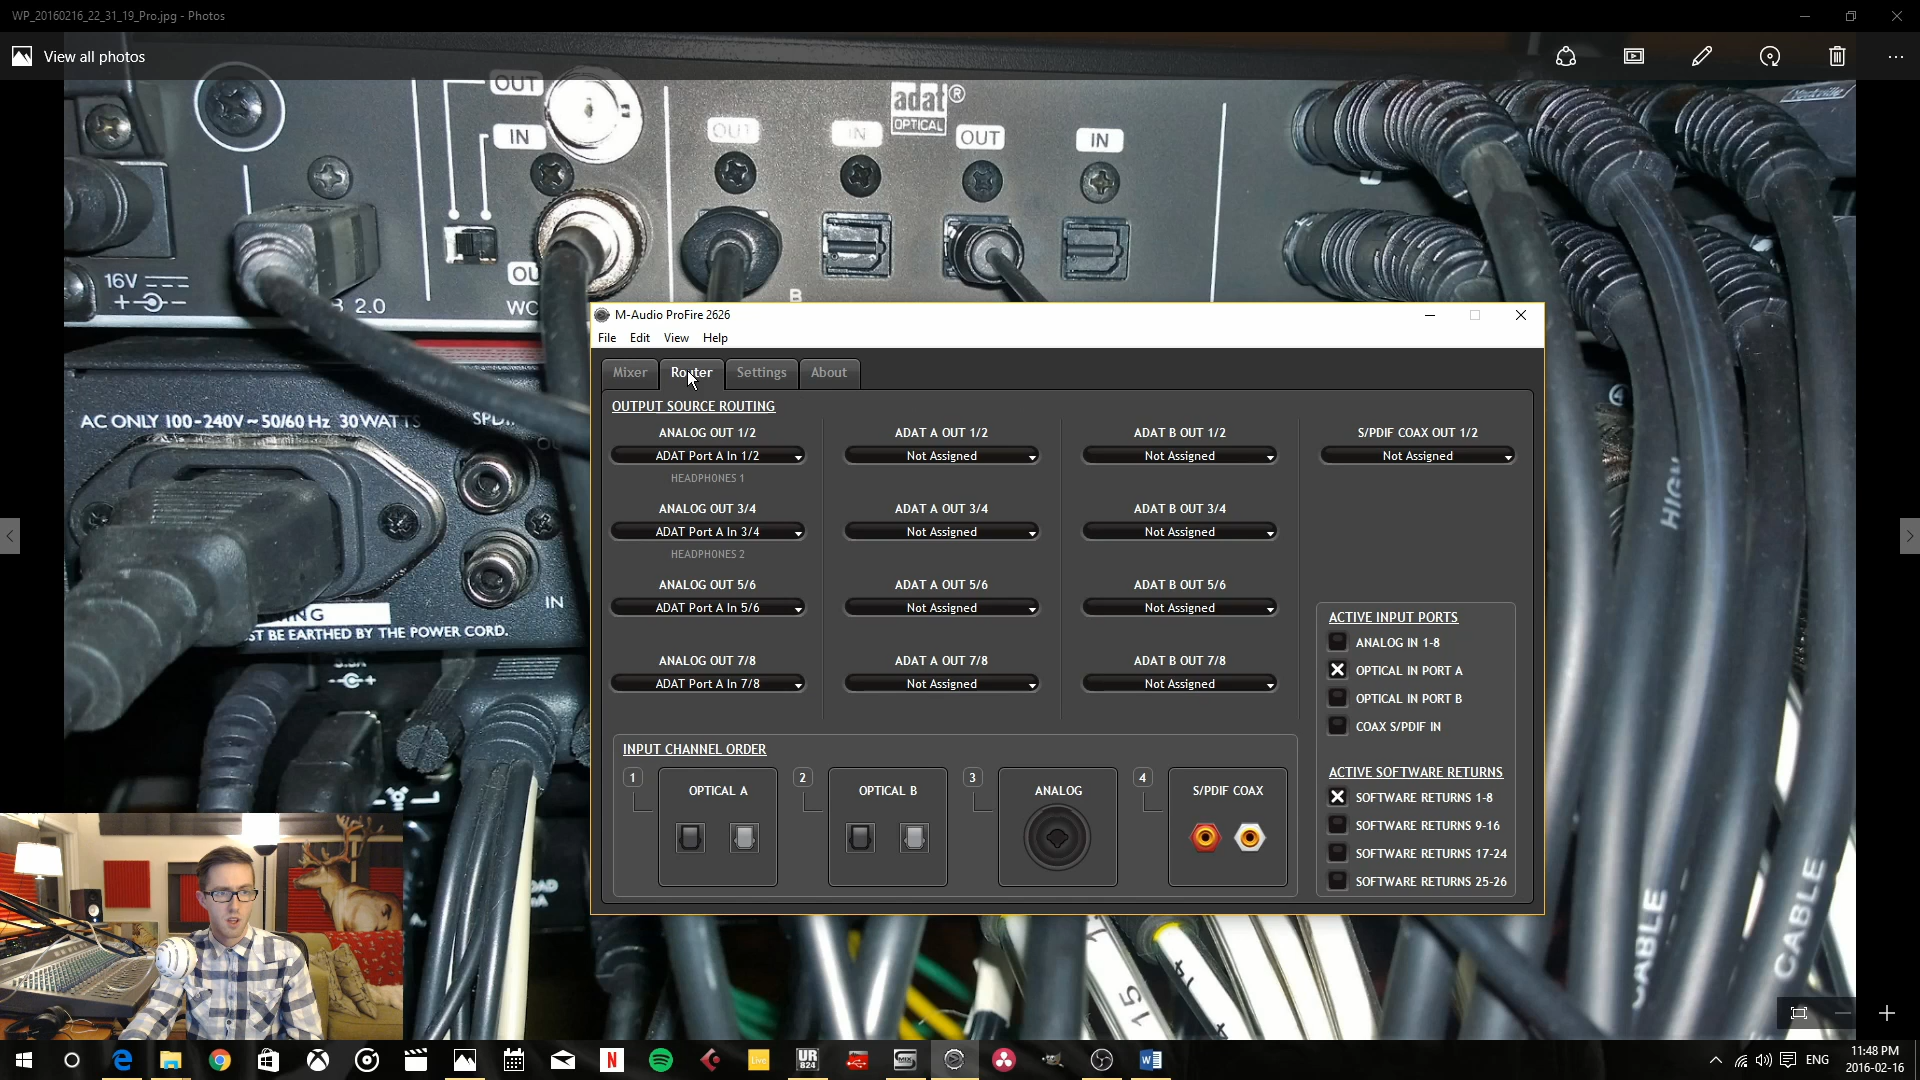 WP_20160216_22_31_19_Pro.jpg - Photos
View all photos
OUT
IN
OUT
IN
adat®
OPTICAL
OUT
IN
16V
2.0
WC
B
AC ONLY 100-240V~50/60 Hz 30 WATTS
IN
BE EARTHED BY THE POWER CORD.
M-Audio ProFire 2626
File Edit View Help
Mixer Router Settings About
OUTPUT SOURCE ROUTING
ANALOG OUT 1/2 ADAT A OUT 1/2 ADAT B OUT 1/2 S/PDIF COAX OUT 1/2
ADAT Port A In 1/2 Not Assigned Not Assigned Not Assigned
HEADPHONES 1
ANALOG OUT 3/4 ADAT A OUT 3/4 ADAT B OUT 3/4
ADAT Port A In 3/4 Not Assigned Not Assigned
HEADPHONES 2
ANALOG OUT 5/6 ADAT A OUT 5/6 ADAT B OUT 5/6
ADAT Port A In 5/6 Not Assigned Not Assigned
ANALOG OUT 7/8 ADAT A OUT 7/8 ADAT B OUT 7/8
ADAT Port A In 7/8 Not Assigned Not Assigned
ACTIVE INPUT PORTS
ANALOG IN 1-8
OPTICAL IN PORT A
OPTICAL IN PORT B
COAX S/PDIF IN
ACTIVE SOFTWARE RETURNS
SOFTWARE RETURNS 1-8
SOFTWARE RETURNS 9-16
SOFTWARE RETURNS 17-24
SOFTWARE RETURNS 25-26
INPUT CHANNEL ORDER
1 OPTICAL A 2 OPTICAL B 3 ANALOG 4 S/PDIF COAX
HIGH
CABLE
CABLE
15
14
ENG
11:48 PM
2016-02-16